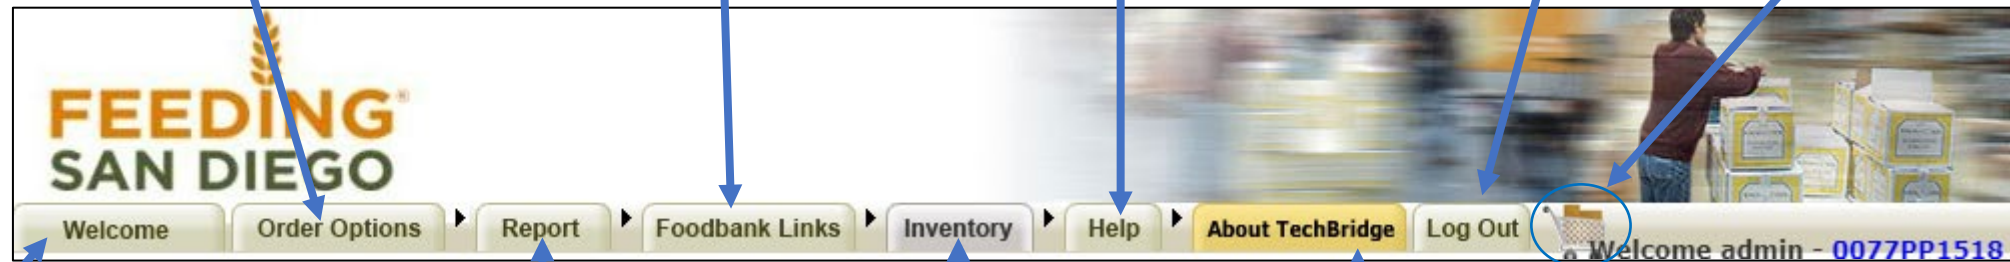 FEEDING®
SAN DIEGO
Welcome Order Options Report Foodbank Links Inventory Help About TechBridge Log Out
Welcome admin - 0077PP1518